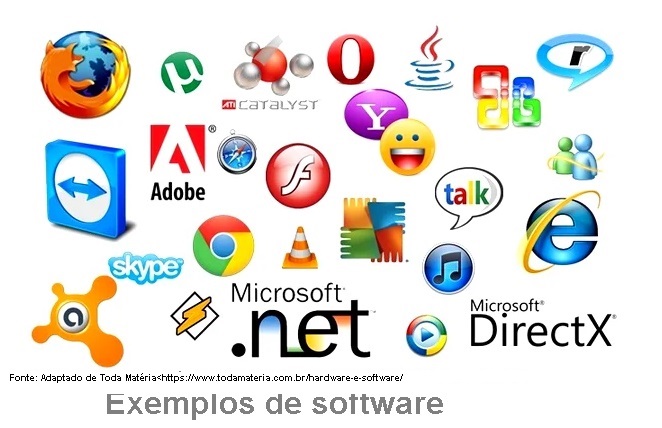 ATI CATALYST
Adobe®
talk
skype
Microsoft®
.net
Microsoft®
DirectX®
Fonte: Adaptado de Toda Matéria<https://www.todamateria.com.br/hardware-e-software/
Exemplos de software